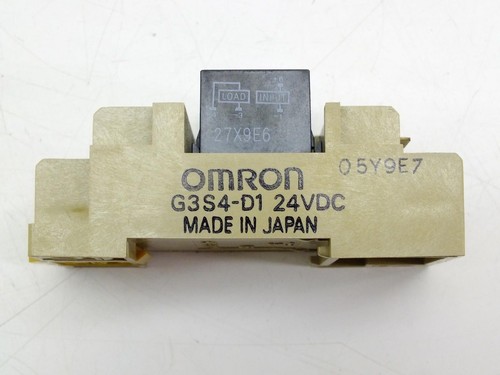 LOAD INPUT
27X9E6
05Y9E7
OMRON
G3S4-D1 24VDC
MADE IN JAPAN